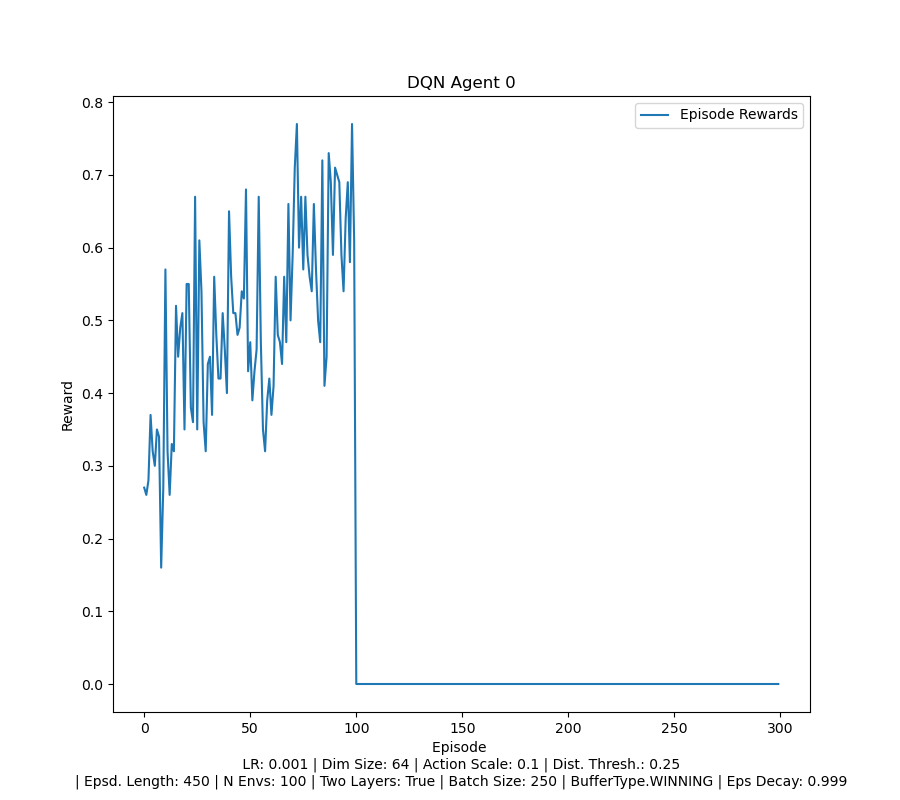 DQN Agent 0
Episode Rewards
0.8
0.7
0.6
0.5
0.4
0.3
0.2
0.1
0.0
Reward
0 50 100 150 200 250 300
Episode
LR: 0.001 | Dim Size: 64 | Action Scale: 0.1 | Dist. Thresh.: 0.25
| Epsd. Length: 450 | N Envs: 100 | Two Layers: True | Batch Size: 250 | BufferType.WINNING | Eps Decay: 0.999